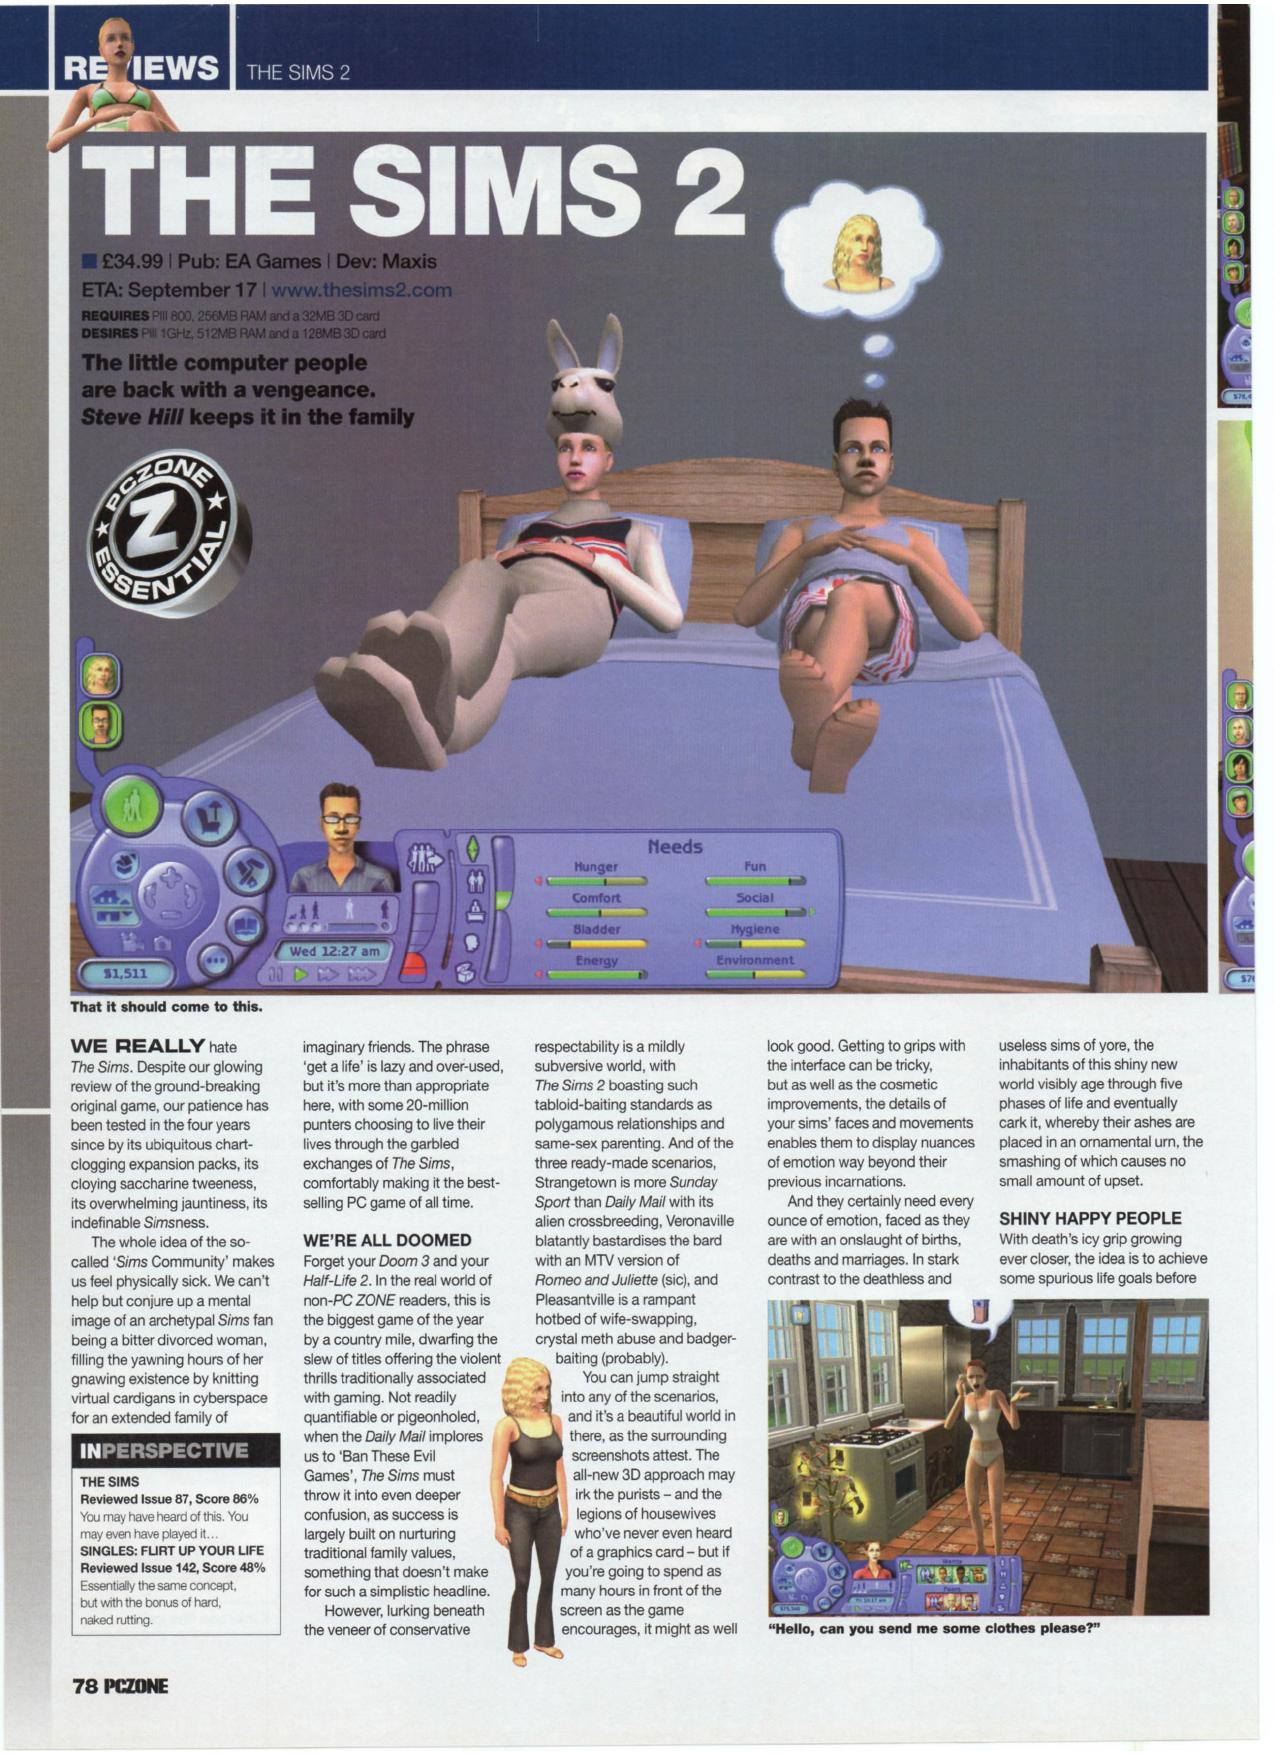 REVIEWS
THE SIMS 2
THE SIMS 2
£34.99 | Pub: EA Games | Dev: Maxis
ETA: September 17 | www.thesims2.com
REQUIRES PIII 800, 256MB RAM and a 32MB 3D card
DESIRES PIII 1GHz, 512MB RAM and a 128MB 3D card
The little computer people
are back with a vengeance.
Steve Hill keeps it in the family
PCZONE
Z
ESSENTIAL
Needs
Hunger
Fun
Comfort
Social
Bladder
Hygiene
Energy
Environment
Wed 12:27 am
$1,511
That it should come to this.
WE REALLY hate
The Sims. Despite our glowing
review of the ground-breaking
original game, our patience has
been tested in the four years
since by its ubiquitous chart-
clogging expansion packs, its
cloying saccharine tweeness,
its overwhelming jauntiness, its
indefinable Simsness.
The whole idea of the so-
called 'Sims Community' makes
us feel physically sick. We can't
help but conjure up a mental
image of an archetypal Sims fan
being a bitter divorced woman,
filling the yawning hours of her
gnawing existence by knitting
virtual cardigans in cyberspace
for an extended family of
INPERSPECTIVE
THE SIMS
Reviewed Issue 87, Score 86%
You may have heard of this. You
may even have played it...
SINGLES: FLIRT UP YOUR LIFE
Reviewed Issue 142, Score 48%
Essentially the same concept,
but with the bonus of hard,
naked rutting.
imaginary friends. The phrase
'get a life' is lazy and over-used,
but it's more than appropriate
here, with some 20-million
punters choosing to live their
lives through the garbled
exchanges of The Sims,
comfortably making it the best-
selling PC game of all time.
WE'RE ALL DOOMED
Forget your Doom 3 and your
Half-Life 2. In the real world of
non-PC ZONE readers, this is
the biggest game of the year
by a country mile, dwarfing the
slew of titles offering the violent
thrills traditionally associated
with gaming. Not readily
quantifiable or pigeonholed,
when the Daily Mail implores
us to 'Ban These Evil
Games', The Sims must
throw it into even deeper
confusion, as success is
largely built on nurturing
traditional family values,
something that doesn't make
for such a simplistic headline.
However, lurking beneath
the veneer of conservative
respectability is a mildly
subversive world, with
The Sims 2 boasting such
tabloid-baiting standards as
polygamous relationships and
same-sex parenting. And of the
three ready-made scenarios,
Strangetown is more Sunday
Sport than Daily Mail with its
alien crossbreeding, Veronaville
blatantly bastardises the bard
with an MTV version of
Romeo and Juliette (sic), and
Pleasantville is a rampant
hotbed of wife-swapping,
crystal meth abuse and badger-
baiting (probably).
You can jump straight
into any of the scenarios,
and it's a beautiful world in
there, as the surrounding
screenshots attest. The
all-new 3D approach may
irk the purists – and the
legions of housewives
who've never even heard
of a graphics card – but if
you're going to spend as
many hours in front of the
screen as the game
encourages, it might as well
look good. Getting to grips with
the interface can be tricky,
but as well as the cosmetic
improvements, the details of
your sims' faces and movements
enables them to display nuances
of emotion way beyond their
previous incarnations.
And they certainly need every
ounce of emotion, faced as they
are with an onslaught of births,
deaths and marriages. In stark
contrast to the deathless and
useless sims of yore, the
inhabitants of this shiny new
world visibly age through five
phases of life and eventually
cark it, whereby their ashes are
placed in an ornamental urn, the
smashing of which causes no
small amount of upset.
SHINY HAPPY PEOPLE
With death's icy grip growing
ever closer, the idea is to achieve
some spurious life goals before
"Hello, can you send me some clothes please?"
78 PCZONE